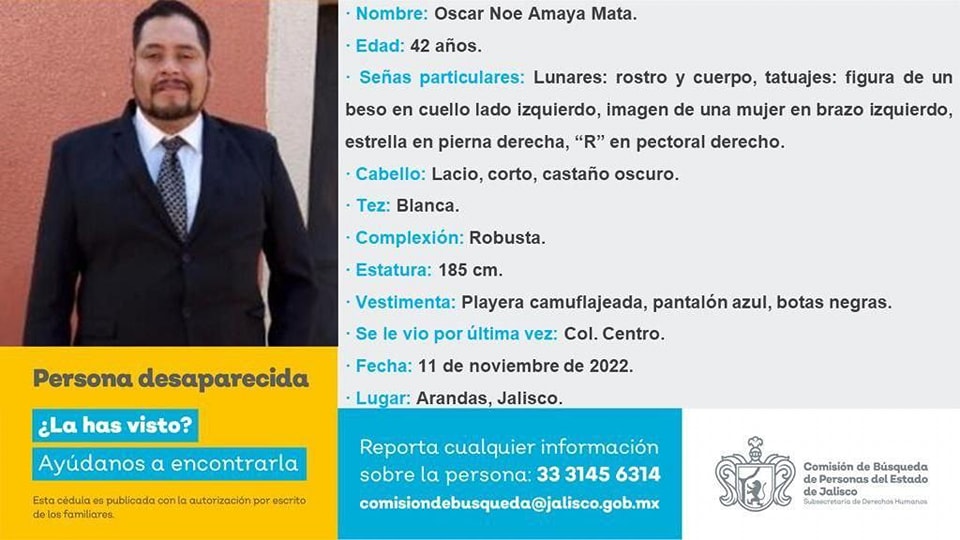 · Nombre: Oscar Noe Amaya Mata.
· Edad: 42 años.
· Señas particulares: Lunares: rostro y cuerpo, tatuajes: figura de un
beso en cuello lado izquierdo, imagen de una mujer en brazo izquierdo,
estrella en pierna derecha, “R” en pectoral derecho.
· Cabello: Lacio, corto, castaño oscuro.
· Tez: Blanca.
· Complexión: Robusta.
· Estatura: 185 cm.
· Vestimenta: Playera camuflajeada, pantalón azul, botas negras.
· Se le vio por última vez: Col. Centro.
· Fecha: 11 de noviembre de 2022.
· Lugar: Arandas, Jalisco.
Persona desaparecida
¿La has visto?
Ayúdanos a encontrarla
Esta cédula es publicada con la autorización por escrito
de los familiares.
Reporta cualquier información
sobre la persona: 33 3145 6314
comisiondebusqueda@jalisco.gob.mx
Comisión de Búsqueda
de Personas del Estado
de Jalisco
Subsecretaría de Derechos Humanos